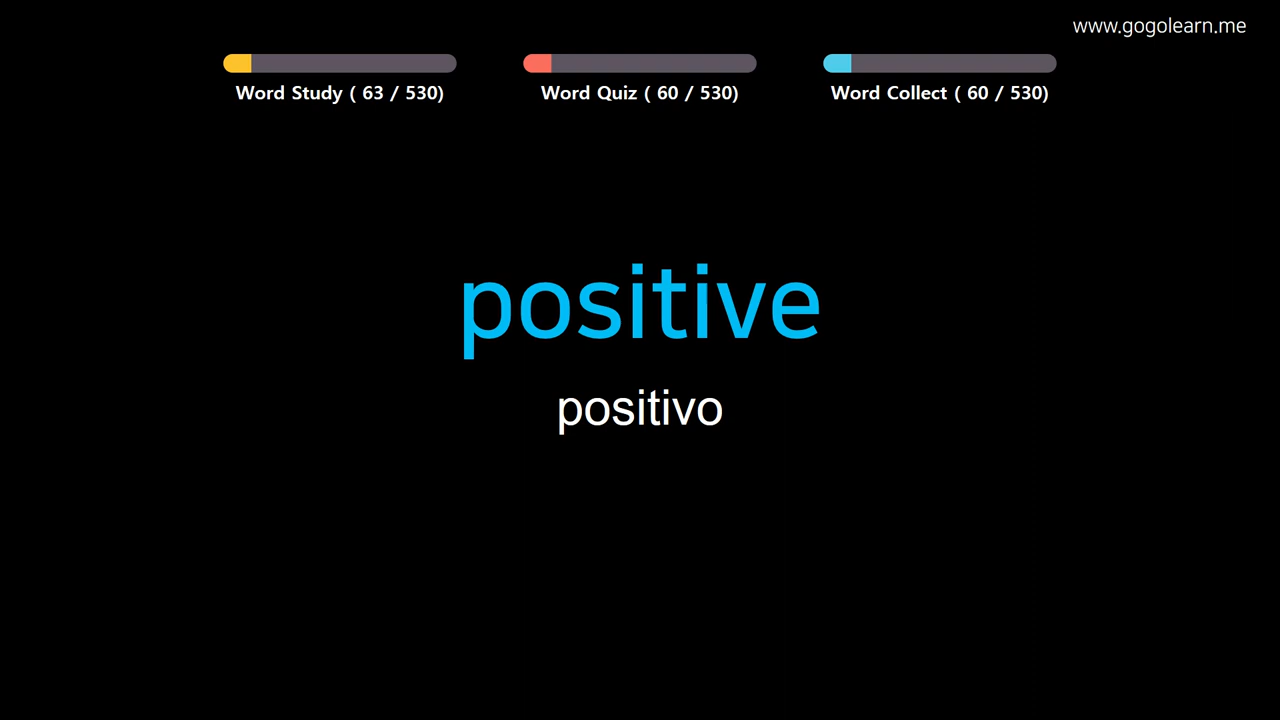 www.gogolearn.me
Word Study ( 63 / 530)
Word Quiz ( 60 / 530)
Word Collect ( 60 / 530)
positive
positivo